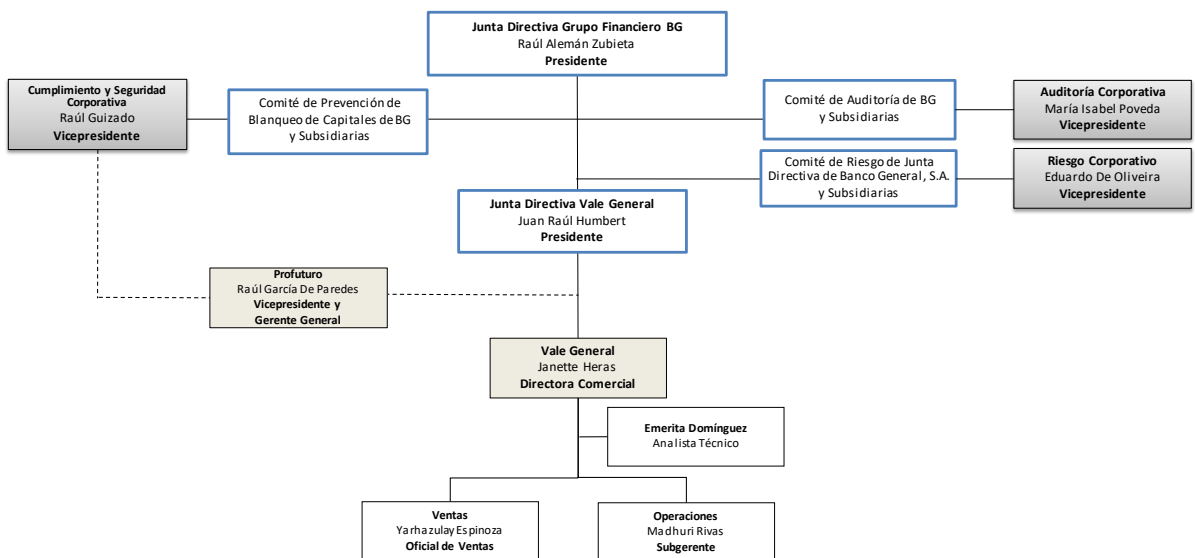 Junta Directiva Grupo Financiero BG
Raúl Alemán Zubieta
Presidente
Cumplimiento y Seguridad
Corporativa
Raúl Guizado
Vicepresidente
Comité de Prevención de
Blanqueo de Capitales de BG
y Subsidiarias
Comité de Auditoría de BG
y Subsidiarias
Auditoría Corporativa
María Isabel Poveda
Vicepresidente
Comité de Riesgo de Junta
Directiva de Banco General, S.A.
y Subsidiarias
Riesgo Corporativo
Eduardo De Oliveira
Vicepresidente
Junta Directiva Vale General
Juan Raúl Humbert
Presidente
Profuturo
Raúl García De Paredes
Vicepresidente y
Gerente General
Vale General
Janette Heras
Directora Comercial
Emerita Domínguez
Analista Técnico
Ventas
Yarhazulay Espinoza
Oficial de Ventas
Operaciones
Madhuri Rivas
Subgerente